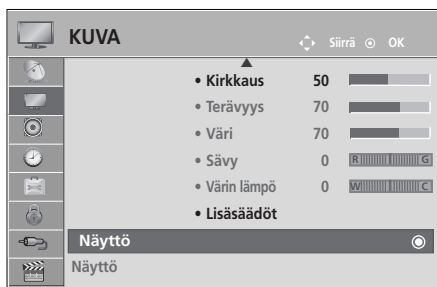 KUVA Siirrä OK
• Kirkkaus 50
• Terävyys 70
• Väri 70
• Sävy 0 R G
• Värin lämpö 0 W C
• Lisäsäädöt
Näyttö
Näyttö